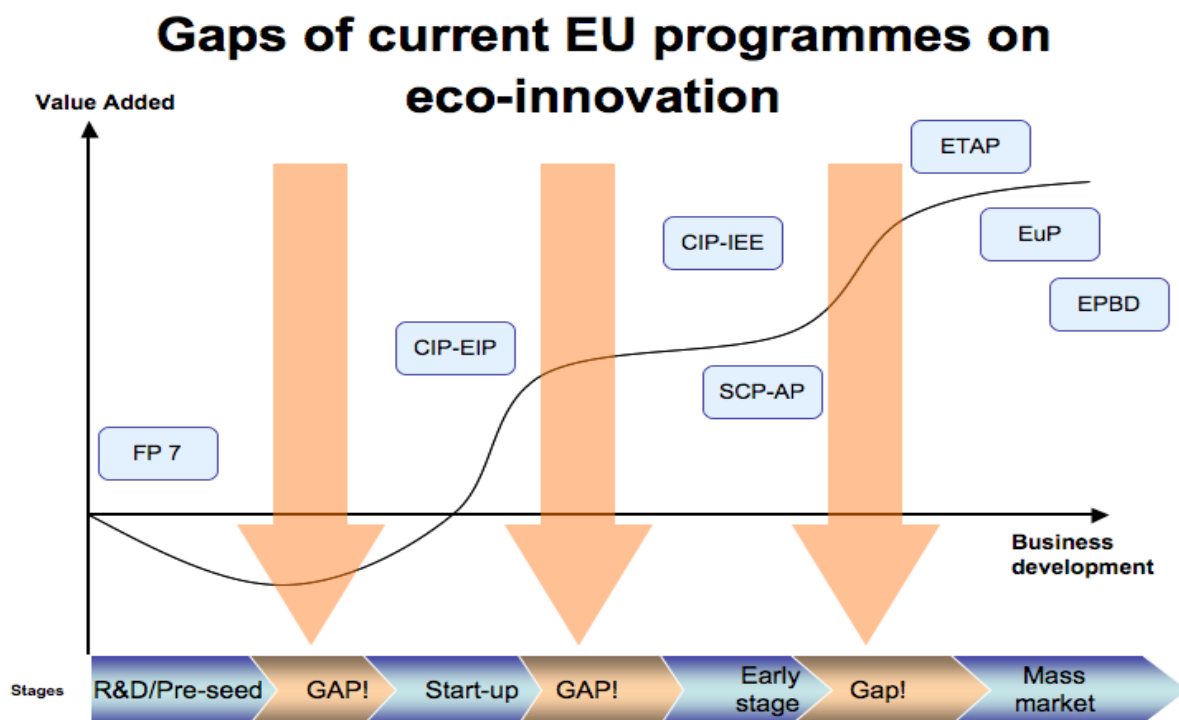 Gaps of current EU programmes on
eco-innovation
Value Added
ETAP
CIP-IEE
EuP
EPBD
CIP-EIP
SCP-AP
FP 7
Business
development
Stages
R&D/Pre-seed
GAP!
Start-up
GAP!
Early
stage
Gap!
Mass
market